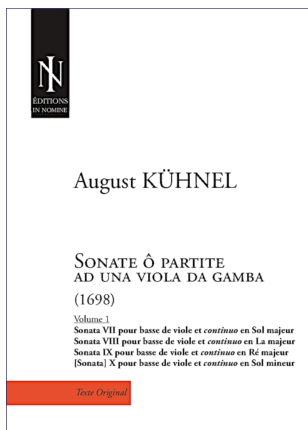 IN
ÉDITIONS
IN NOMINE
August KÜHNEL
SONATE Ô PARTITE
AD UNA VIOLA DA GAMBA
(1698)
Volume 1
Sonata VII pour basse de viole et continuo en Sol majeur
Sonata VIII pour basse de viole et continuo en La majeur
Sonata IX pour basse de viole et continuo en Ré majeur
[Sonata] X pour basse de viole et continuo en Sol mineur
Texte Original